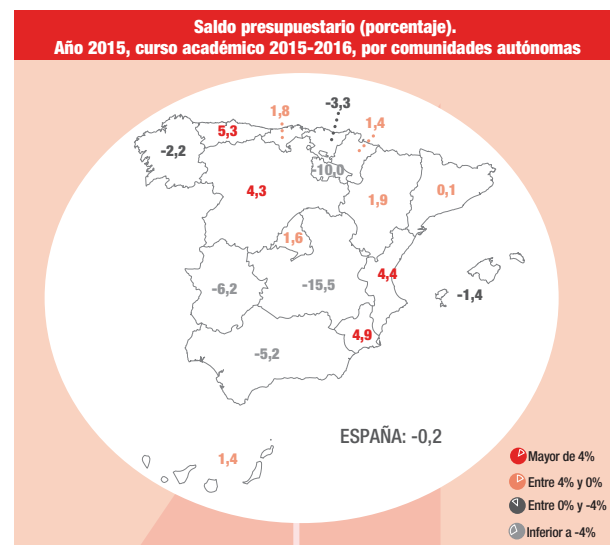 Saldo presupuestario (porcentaje).
Año 2015, curso académico 2015-2016, por comunidades autónomas
-3,3
1,8
1,4
5,3
-2,2
-10,0
4,3
1,9
0,1
1,6
4,4
-6,2
-15,5
-1,4
4,9
-5,2
ESPAÑA: -0,2
1,4
Mayor de 4%
Entre 4% y 0%
Entre 0% y -4%
Inferior a -4%